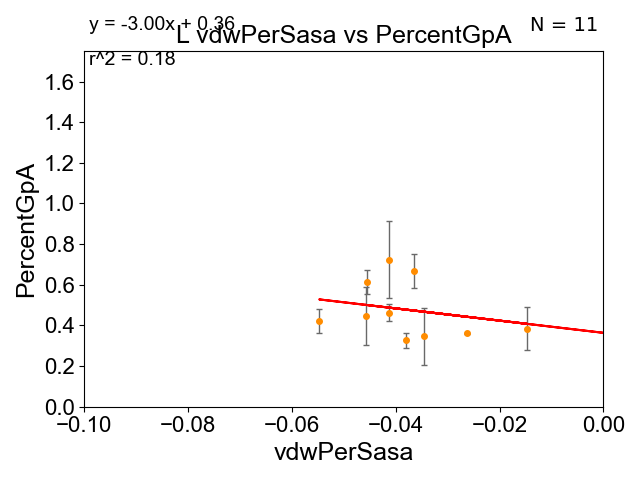 y = -3.00x + 0.36
N = 11
L vdwPerSasa vs PercentGpA
r^2 = 0.18
PercentGpA
1.6
1.4
1.2
1.0
0.8
0.6
0.4
0.2
0.0
−0.10 −0.08 −0.06 −0.04 −0.02 0.00
vdwPerSasa